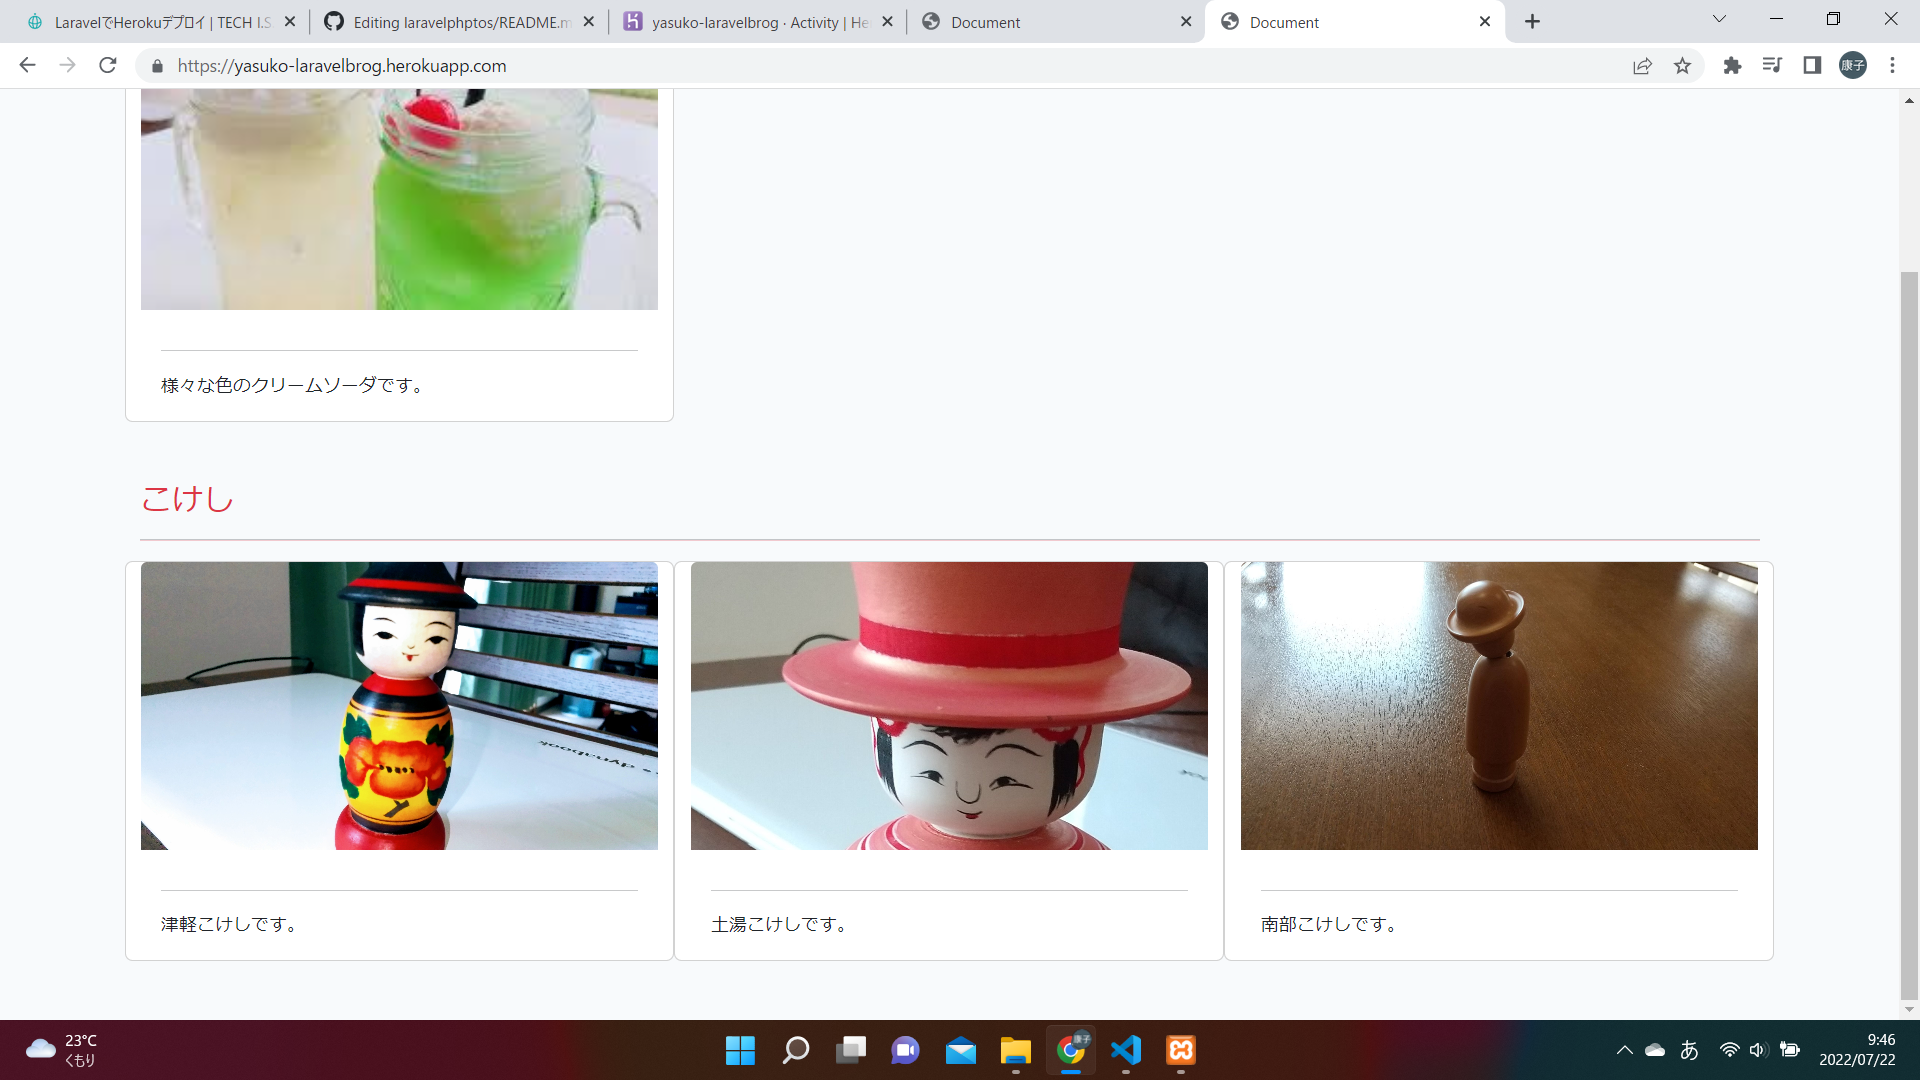 LaravelでHerokuデプロイ | TECH I.S.
Editing laravelphptos/README.m
yasuko-laravelbrog · Activity | He
Document
Document
https://yasuko-laravelbrog.herokuapp.com
康子
様々な色のクリームソーダです。
こけし
dynabook
津軽こけしです。
土湯こけしです。
南部こけしです。
23°C
くもり
康子
あ
9:46
2022/07/22